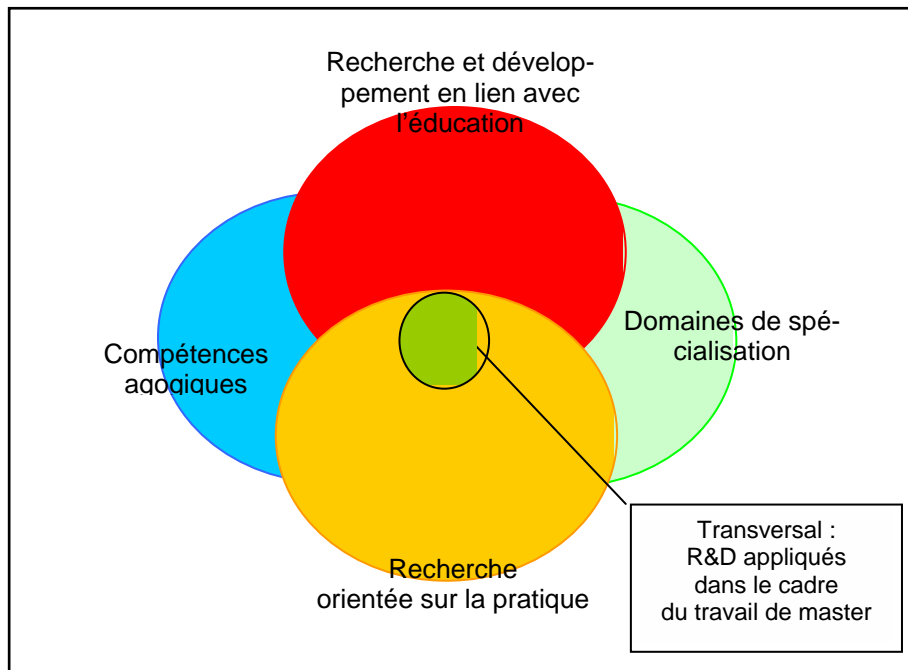 Recherche et dévelop-
pement en lien avec
l'éducation
Compétences
agogiques
Domaines de spé-
cialisation
Recherche
orientée sur la pratique
Transversal :
R&D appliqués
dans le cadre
du travail de master